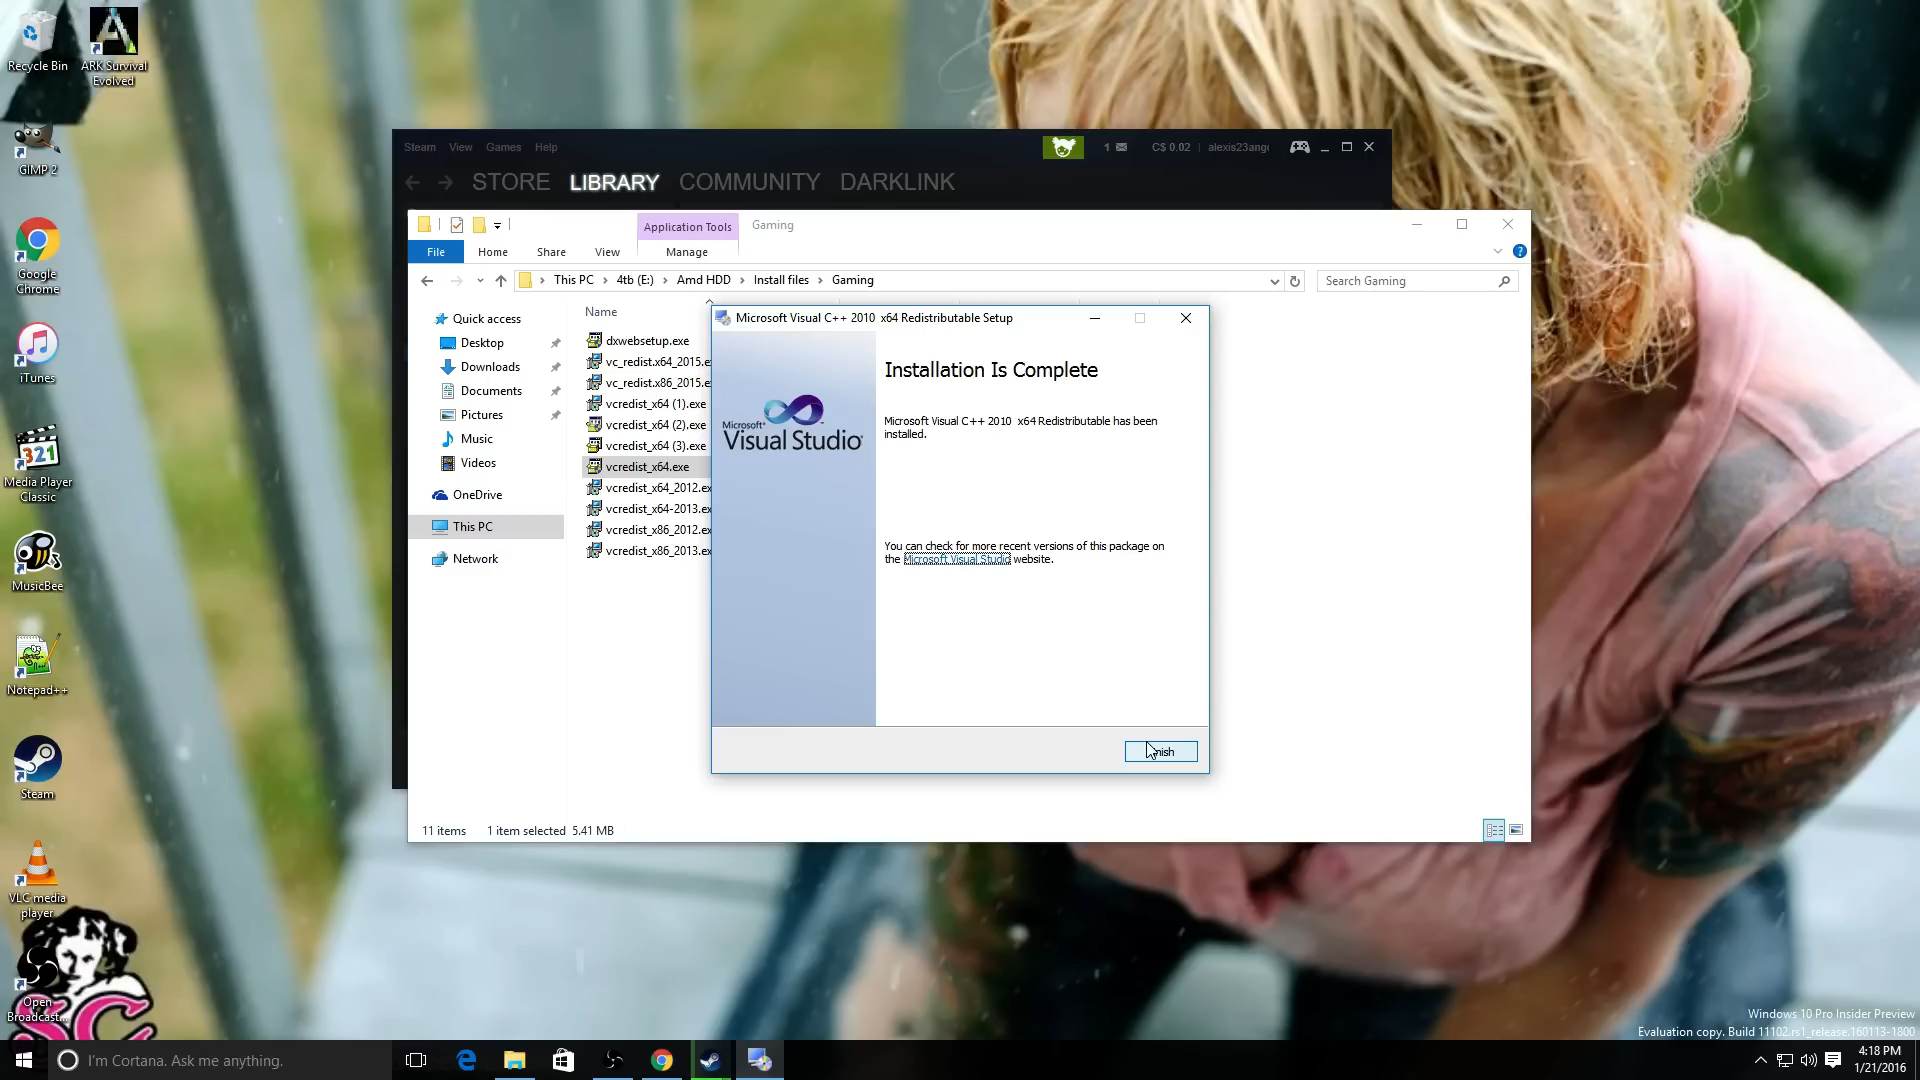 Recycle Bin
ARK Survival
Evolved
GIMP 2
Google
Chrome
iTunes
321
Media Player
Classic
MusicBee
Notepad++
Steam
VLC media
player
Open
Broadcast...
SC
Steam View Games Help
1
C$ 0.02
alexis23ang
STORE LIBRARY COMMUNITY DARKLINK
Application Tools
Gaming
File Home Share View Manage
This PC > 4tb (E:) > Amd HDD > Install files > Gaming
Search Gaming
Quick access
Desktop
Downloads
Documents
Pictures
Music
Videos
OneDrive
This PC
Network
Name
dxwebsetup.exe
vc_redist.x64_2015.e
vc_redist.x86_2015.e
vcredist_x64 (1).exe
vcredist_x64 (2).exe
vcredist_x64 (3).exe
vcredist_x64.exe
vcredist_x64_2012.ex
vcredist_x64-2013.ex
vcredist_x86_2012.ex
vcredist_x86_2013.ex
Microsoft Visual C++ 2010 x64 Redistributable Setup
Microsoft®
Visual Studio
Installation Is Complete
Microsoft Visual C++ 2010 x64 Redistributable has been
installed.
You can check for more recent versions of this package on
the Microsoft Visual Studio website.
nish
11 items 1 item selected 5.41 MB
Windows 10 Pro Insider Preview
Evaluation copy. Build 11102.rs1_release.160113-1800
I'm Cortana. Ask me anything.
4:18 PM
1/21/2016